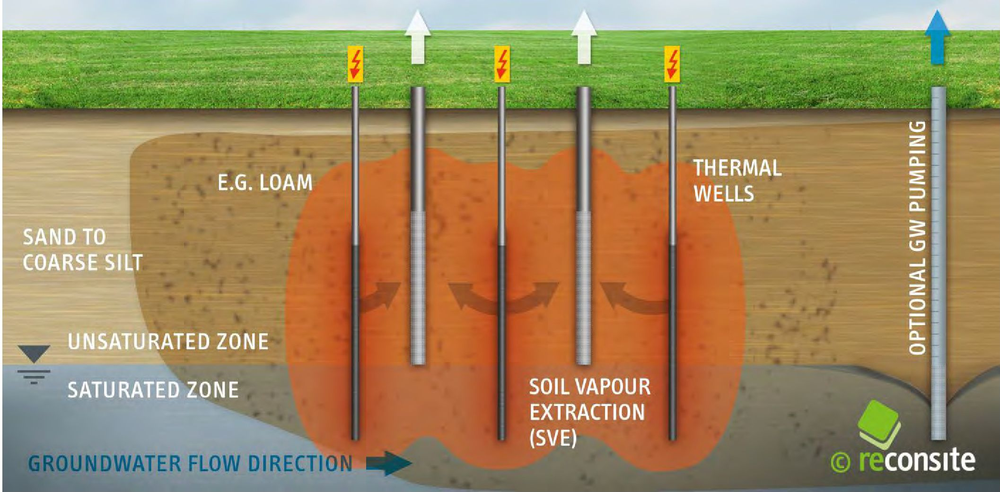 E.G. LOAM
THERMAL
WELLS
OPTIONAL GW PUMPING
SAND TO
COARSE SILT
UNSATURATED ZONE
SATURATED ZONE
SOIL VAPOUR
EXTRACTION
(SVE)
GROUNDWATER FLOW DIRECTION
© reconsite